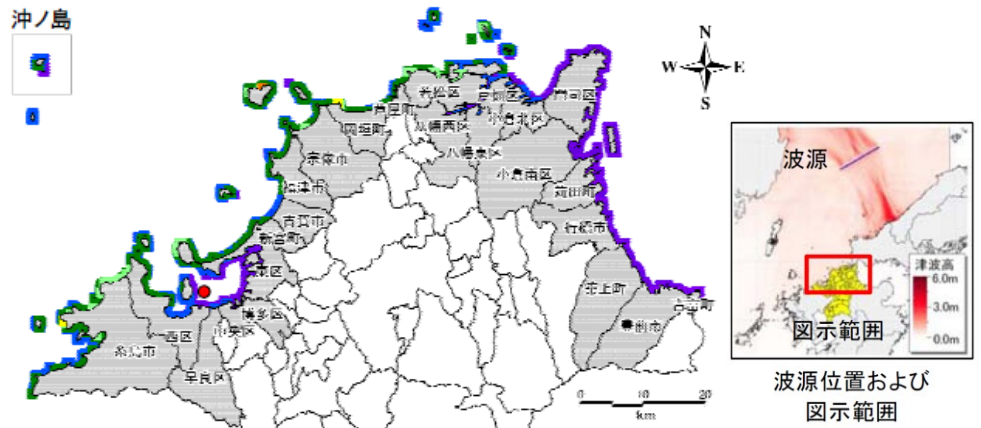 沖ノ島
N
W
E
S
若松区
戸畑区
門司区
芦屋町
八幡西区
小倉北区
岡垣町
宗像市
八幡東区
小倉南区
福津市
苅田町
古賀市
行橋市
新宮町
東区
築上町
吉富町
博多区
中央区
豊前市
西区
糸島市
早良区
0
10
20
km
波源
津波高
6.0m
3.0m
0.0m
図示範囲
波源位置および
図示範囲